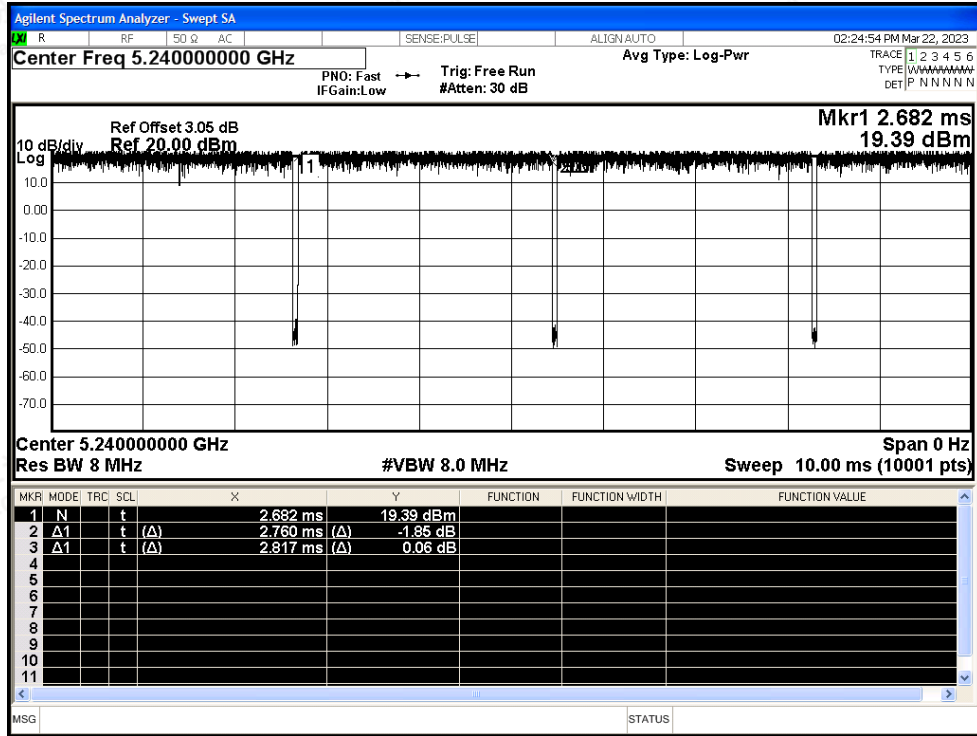 Agilent Spectrum Analyzer - Swept SA
LXI R RF 50 Ω AC SENSE:PULSE ALIGN AUTO 02:24:54 PM Mar 22, 2023
Center Freq 5.240000000 GHz Avg Type: Log-Pwr TRACE 1 2 3 4 5 6
PNO: Fast Trig: Free Run TYPE WWWWWW
IFGain:Low #Atten: 30 dB DET P N N N N N
Mkr1 2.682 ms
Ref Offset 3.05 dB
10 dB/div Ref 20.00 dBm 19.39 dBm
Log
1
10.0
0.00
-10.0
-20.0
-30.0
-40.0
-50.0
-60.0
-70.0
Center 5.240000000 GHz Span 0 Hz
Res BW 8 MHz #VBW 8.0 MHz Sweep 10.00 ms (10001 pts)
MKR MODE TRC SCL X Y FUNCTION FUNCTION WIDTH FUNCTION VALUE
1 N t 2.682 ms 19.39 dBm
2 Δ1 t (Δ) 2.760 ms (Δ) -1.85 dB
3 Δ1 t (Δ) 2.817 ms (Δ) 0.06 dB
4
5
6
7
8
9
10
11
MSG STATUS